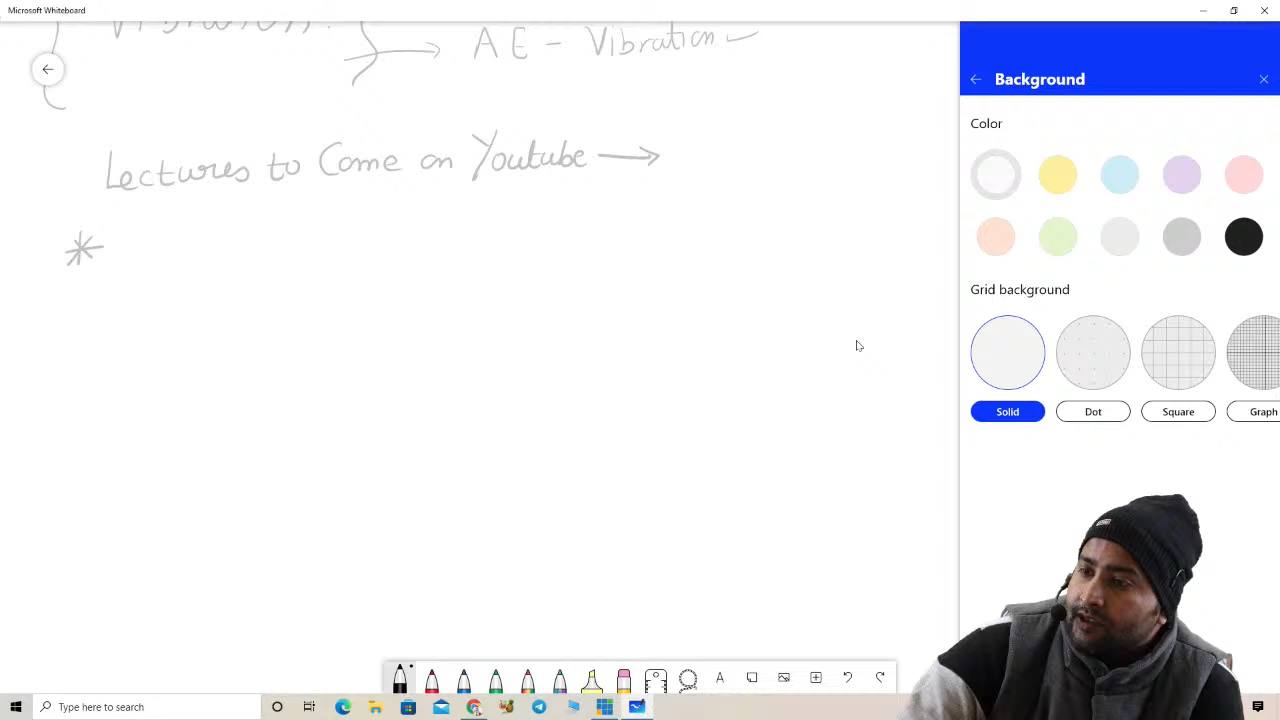 Microsoft Whiteboard
Vibration.
AE - Vibration
Lectures to Come on Youtube →
*
Background
Color
Grid background
Solid
Dot
Square
Graph
A
Type here to search